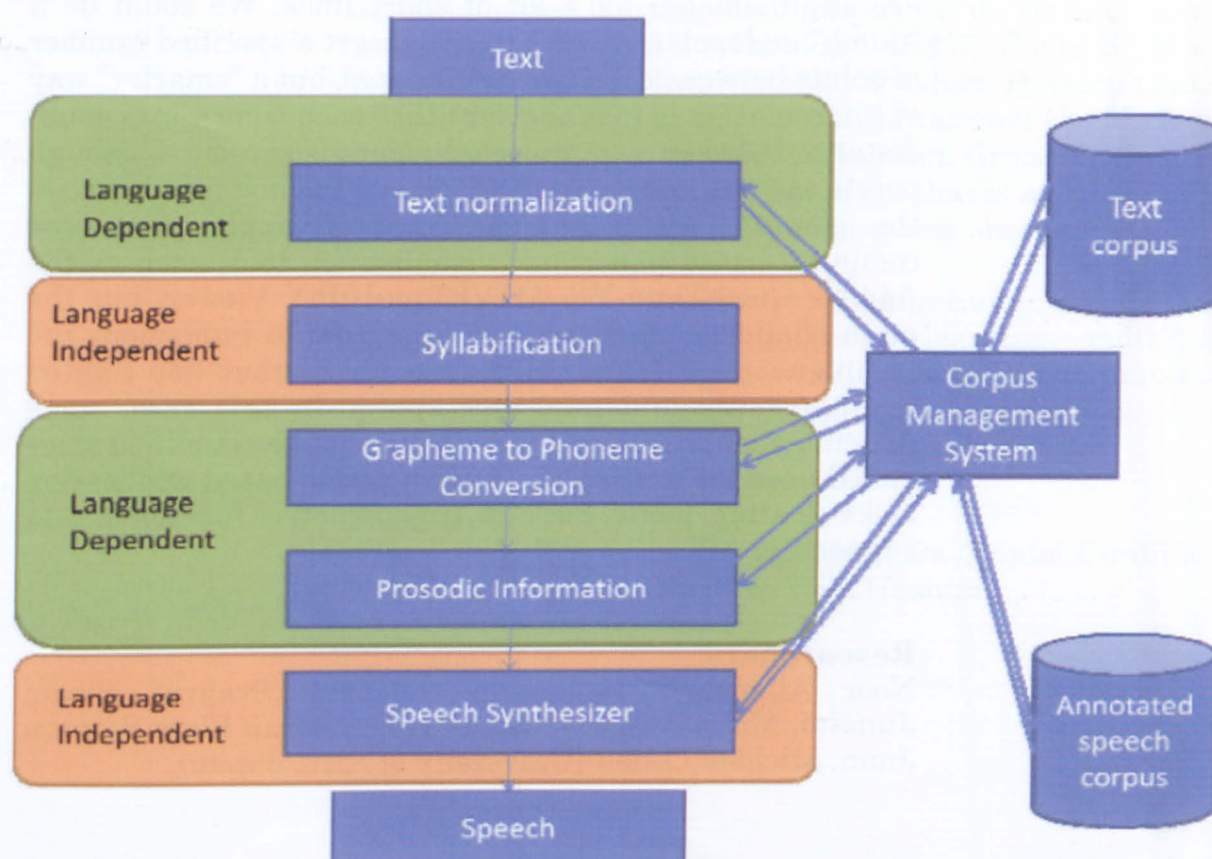 Text
Language
Dependent
Text normalization
Text
corpus
Language
Independent
Syllabification
Corpus
Management
System
Grapheme to Phoneme
Conversion
Language
Dependent
Prosodic Information
Language
Independent
Speech Synthesizer
Annotated
speech
corpus
Speech